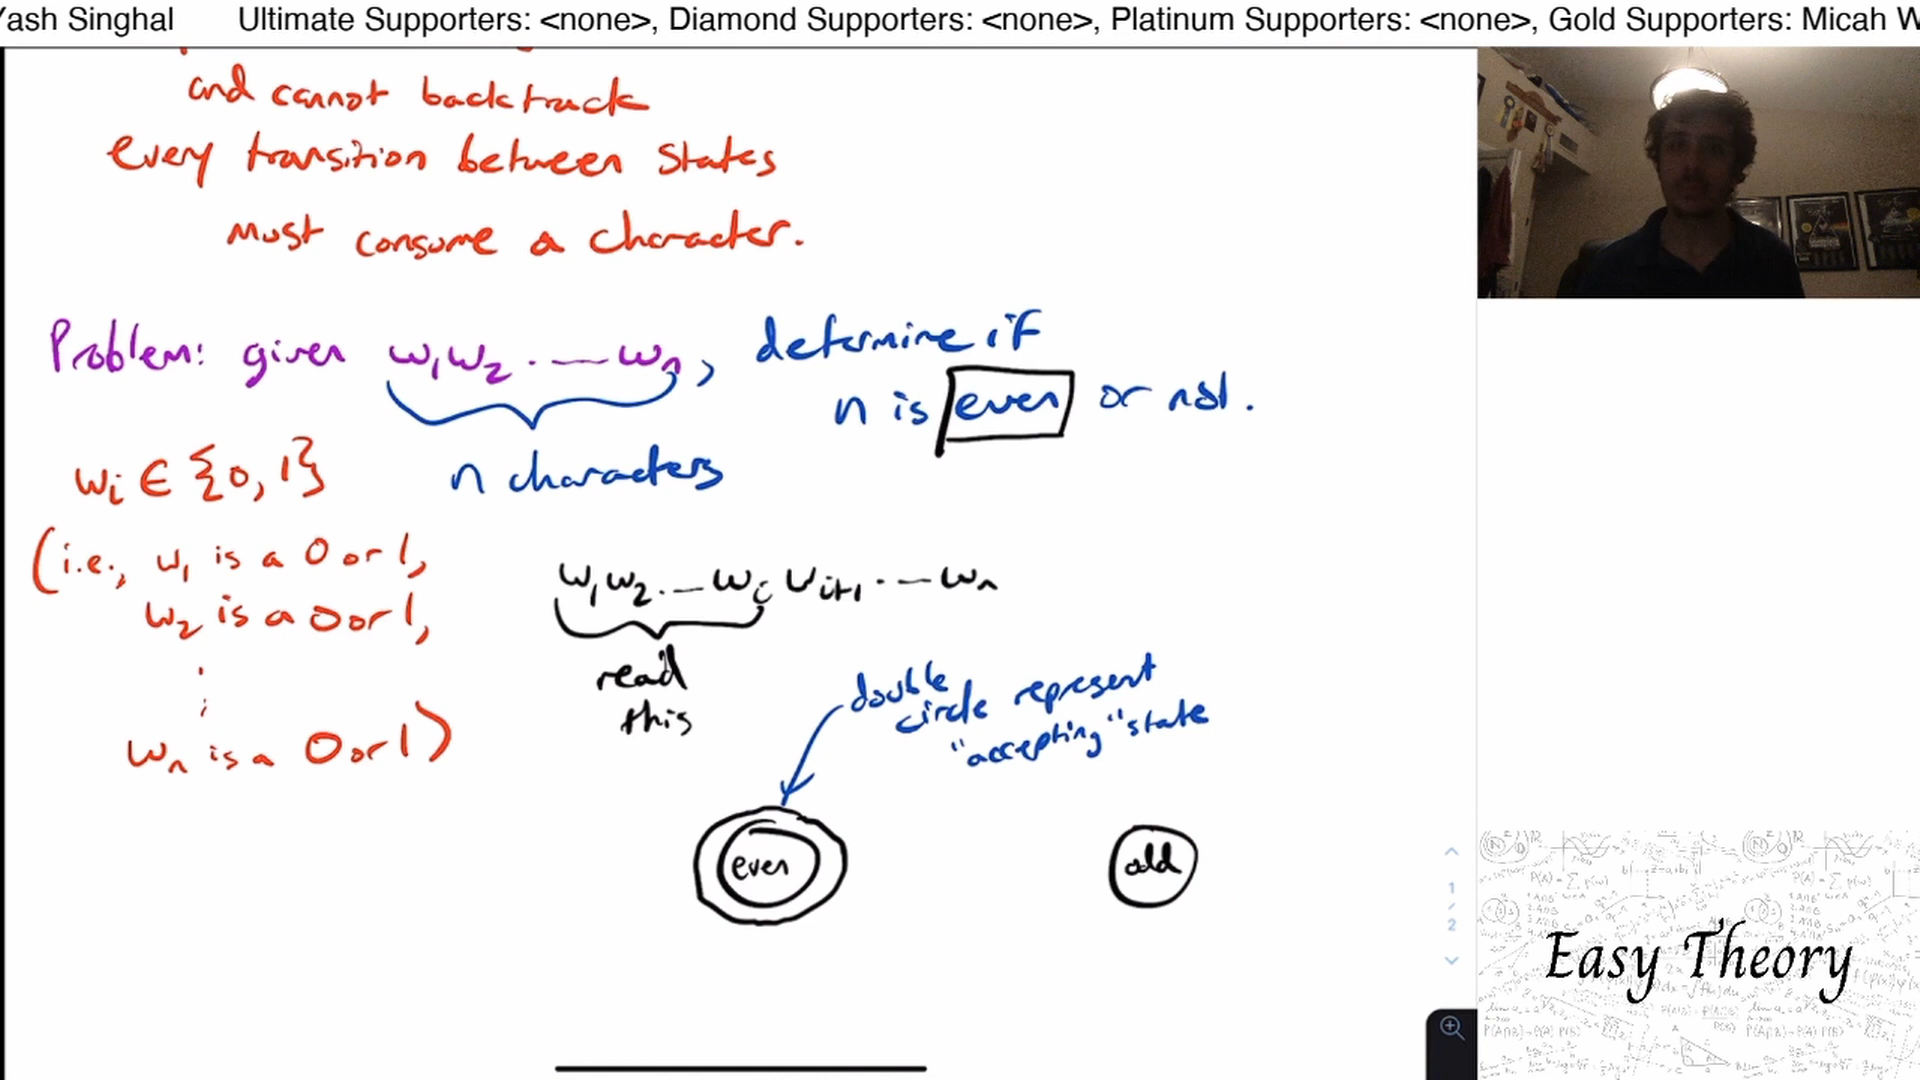 Yash Singhal Ultimate Supporters: <none>, Diamond Supporters: <none>, Platinum Supporters: <none>, Gold Supporters: Micah W
and cannot backtrack
every transition between states
must consume a character.
Problem: given w₁w₂.—wₙ, determine if
n is even or not.
n characters
wᵢ ∈ {0,1}
(i.e., w₁ is a 0 or 1,
w₂ is a 0 or 1,
⋮
wₙ is a 0 or 1)
w₁w₂.—wᵢ wᵢ₊₁.—wₙ
read
this
double
circle represent
"accepting" state
even
odd
1
2
Easy Theory